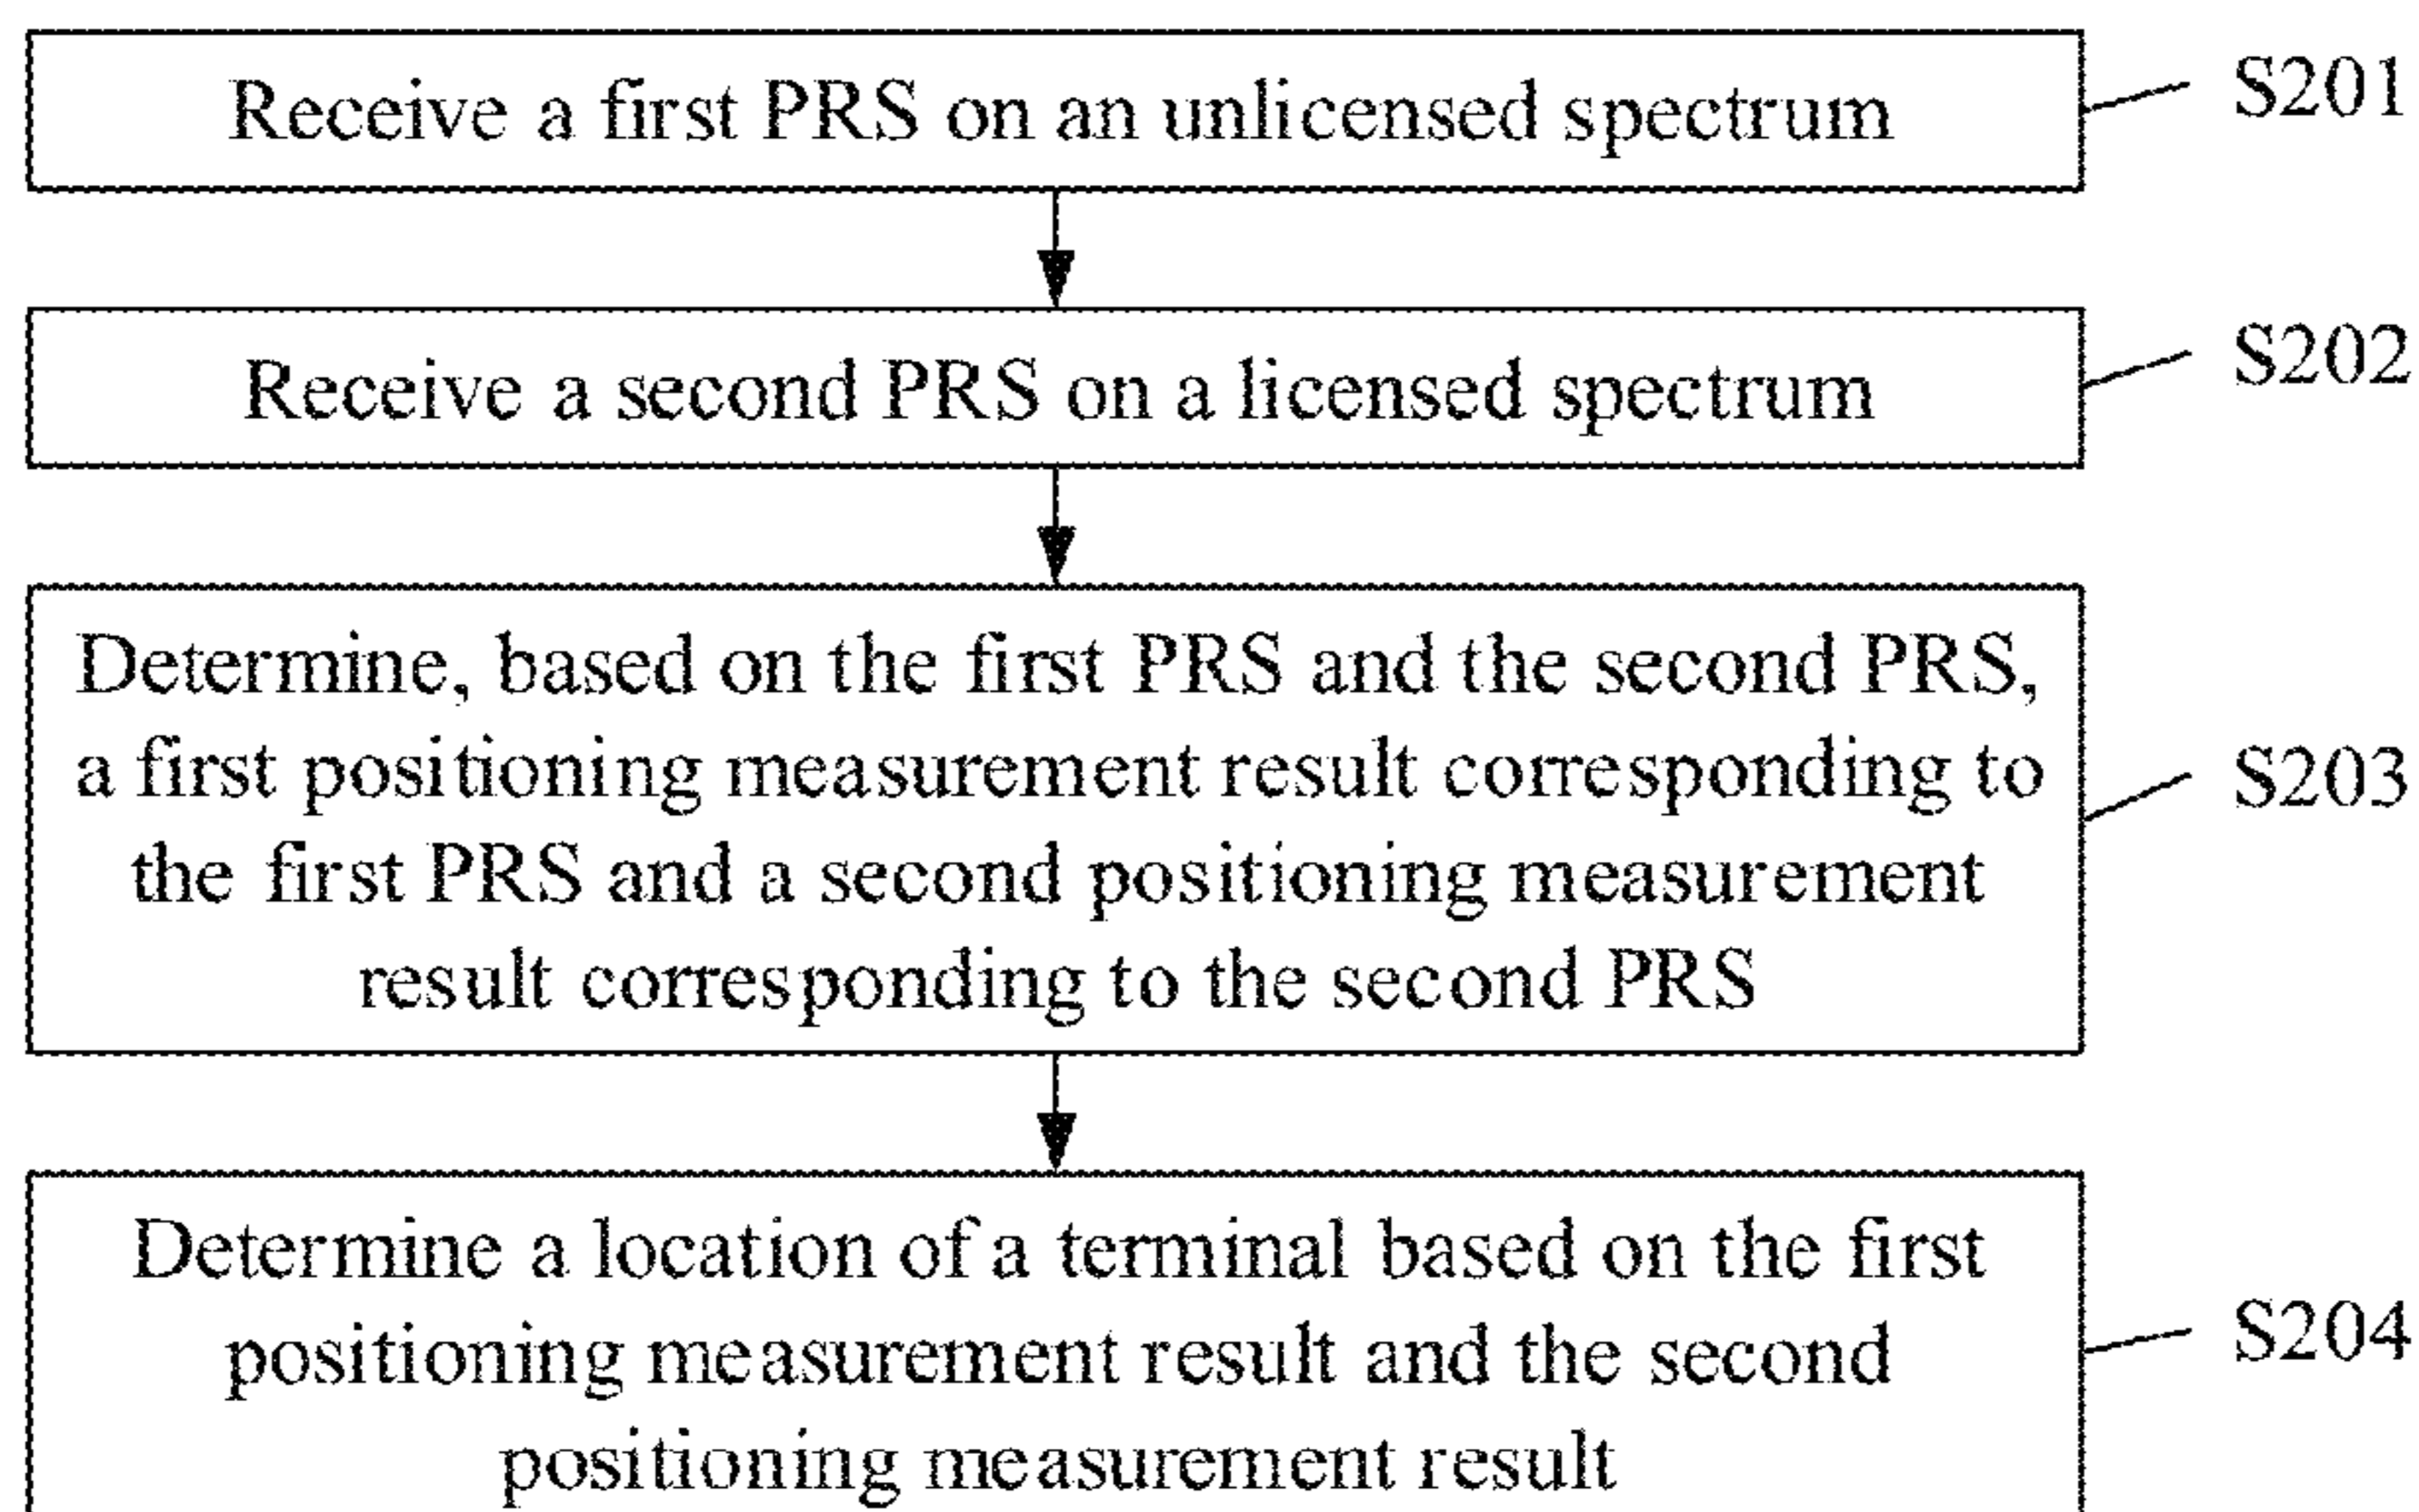 Receive a first PRS on an unlicensed spectrum
S201
Receive a second PRS on a licensed spectrum
S202
Determine, based on the first PRS and the second PRS,
a first positioning measurement result corresponding to
the first PRS and a second positioning measurement
result corresponding to the second PRS
S203
Determine a location of a terminal based on the first
positioning measurement result and the second
positioning measurement result
S204